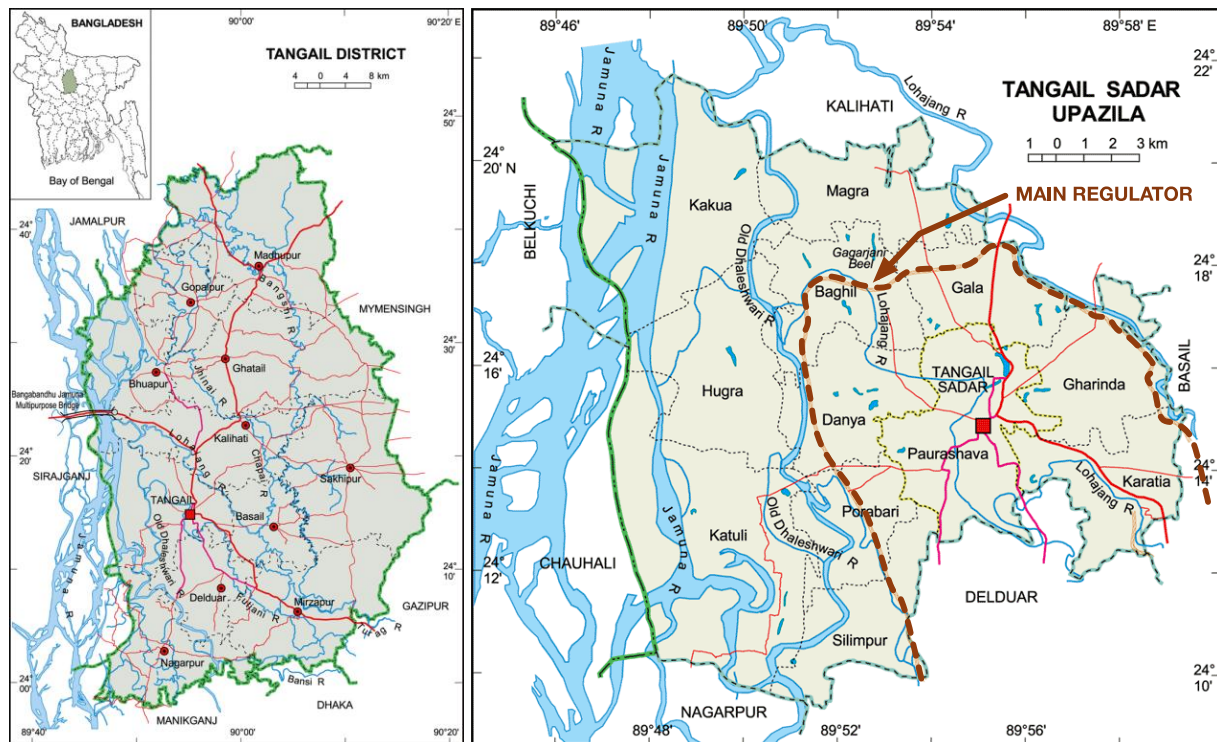 BANGLADESH
Bay of Bengal
90°00'
90°20' E
TANGAIL DISTRICT
4 0 4 8 km
24°
50'
JAMALPUR
24°
40'
Madhupur
Bangshi R
Gopalpur
MYMENSINGH
24°
30'
Ghatail
Jhinai R
Bhuapur
Bangabandhu Jamuna
Multipurpose Bridge
Kalihati
Lohajang R
24°
20'
SIRAJGANJ
Chapai R
Sakhipur
TANGAIL
Basail
Old Dhaleshwari R
Jamuna R
24°
10'
Delduar
Futjani R
Mirzapur
GAZIPUR
Turag R
Nagarpur
24°
00'
Bansi R
DHAKA
MANIKGANJ
89°40'
90°00'
90°20'
89°46'
89°50'
89°54'
89°58' E
24°
22'
Jamuna R
Lohajang R
KALIHATI
TANGAIL SADAR
UPAZILA
1 0 1 2 3 km
24°
20' N
Jamuna R
BELKUCHI
Kakua
Magra
MAIN REGULATOR
Old Dhaleshwari R
Gagarjani
Beel
24°
18'
Baghil
Gala
Lohajang R
24°
16'
TANGAIL
SADAR
BASAIL
Hugra
Gharinda
Danya
Paurashava
24°
14'
Jamuna R
Lohajang R
Karatia
Porabari
Jamuna R
Katuli
Old Dhaleshwari R
24°
12'
CHAUHALI
DELDUAR
Silimpur
24°
10'
NAGARPUR
89°48'
89°52'
89°56'